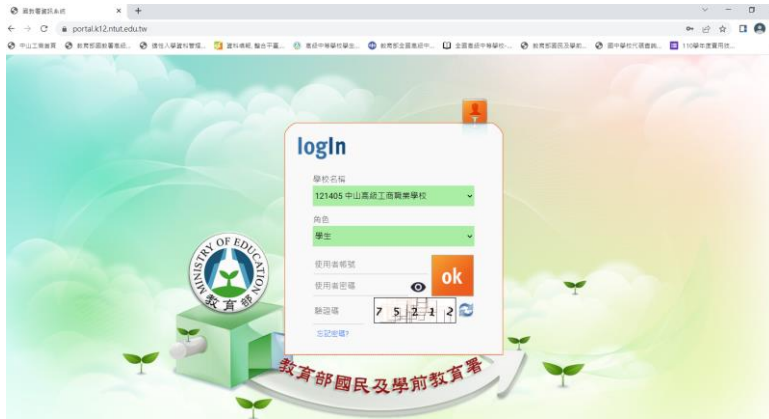 portal.k12.ntut.edu.tw
logIn
學校名稱
121405 中山高級工商職業學校
角色
學生
使用者帳號
使用者密碼
ok
驗證碼
7 5 2 1 2
忘記密碼?
MINISTRY OF EDUCATION
教育部
教育部國民及學前教育署